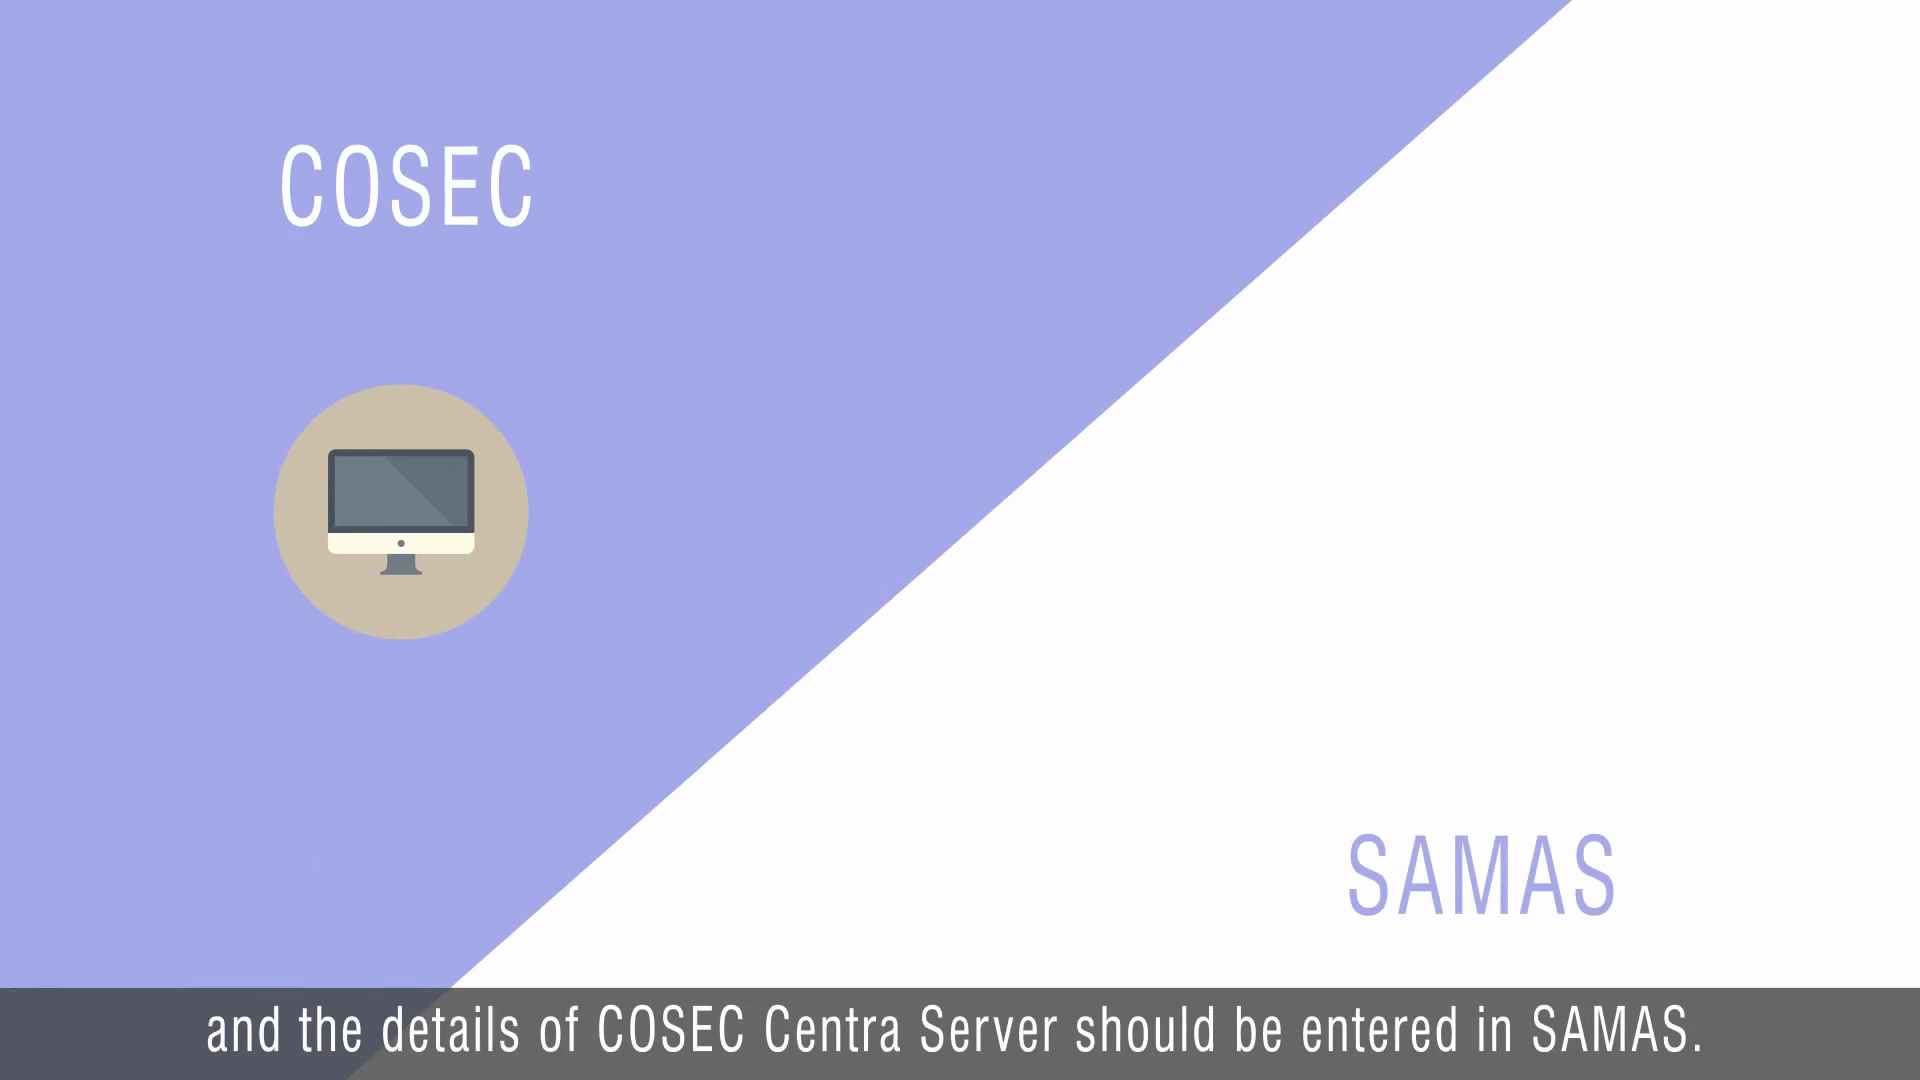 COSEC
SAMAS
and the details of COSEC Centra Server should be entered in SAMAS.